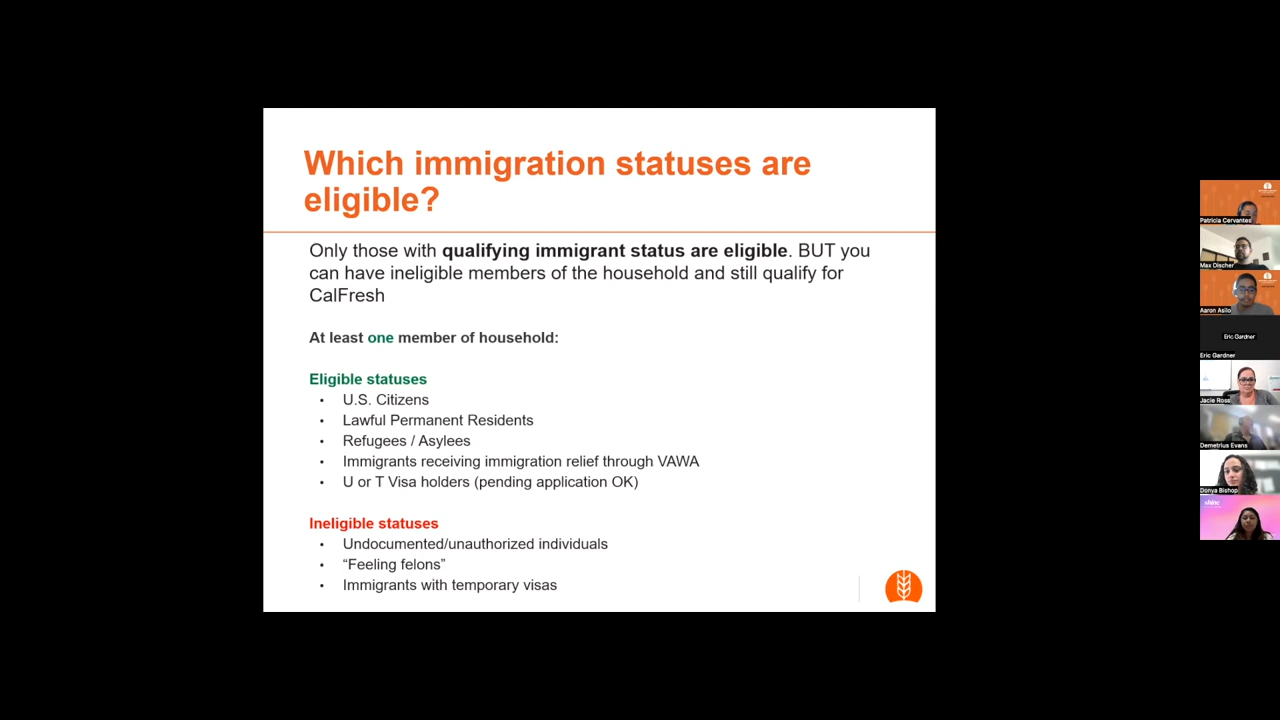 Which immigration statuses are
eligible?
Only those with qualifying immigrant status are eligible. BUT you
can have ineligible members of the household and still qualify for
CalFresh
At least one member of household:
Eligible statuses
• U.S. Citizens
• Lawful Permanent Residents
• Refugees / Asylees
• Immigrants receiving immigration relief through VAWA
• U or T Visa holders (pending application OK)
Ineligible statuses
• Undocumented/unauthorized individuals
• “Feeling felons”
• Immigrants with temporary visas
Patricia Cervantes
Max Discher
Aaron Asilo
Eric Gardner
Eric Gardner
Jacie Ross
Demetrius Evans
Donya Bishop
shine